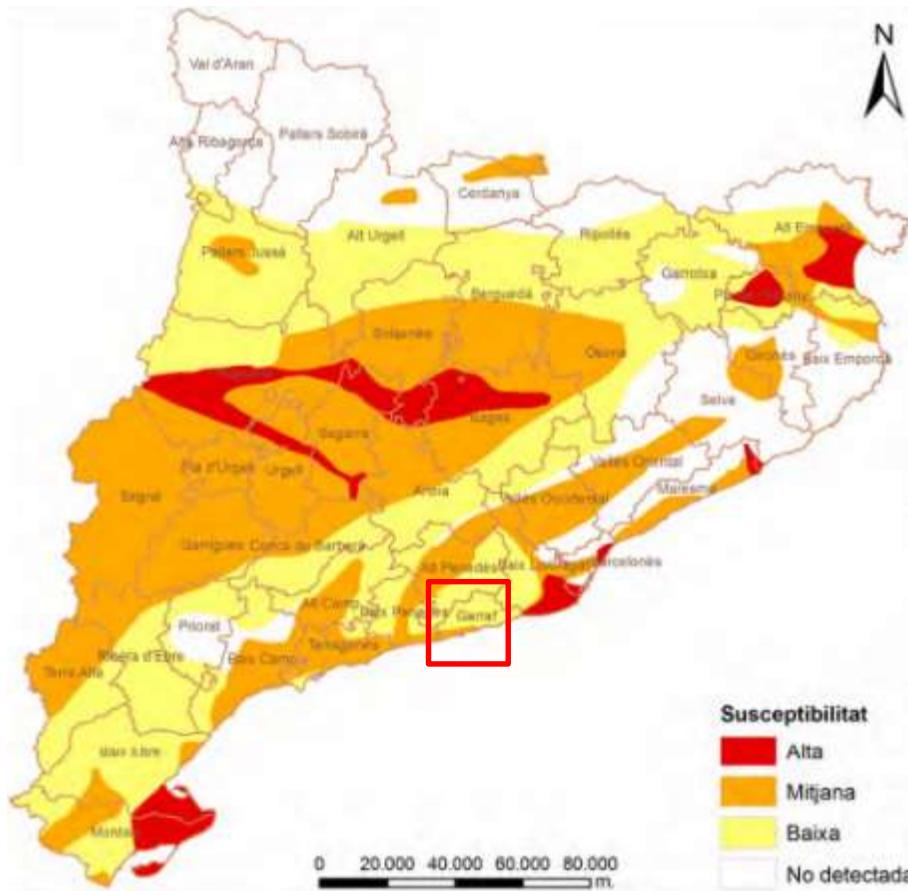 Val d'Aran
N
Pallars Sobirà
Alta Ribagorça
Cerdanya
Alt Urgell
Ripollès
Pallars Jussà
Garrotxa
Berguedà
Solsonès
Osona
Gironès
Baix Empordà
Selva
Bages
Segarra
Pla d'Urgell
Urgell
Vallès Oriental
Segrià
Anoia
Vallès Occidental
Maresme
Garrigues
Conca de Barberà
Alt Penedès
Baix Llobregat
Barcelonès
Alt Camp
Baix Penedès
Garraf
Priorat
Tarragonès
Ribera d'Ebre
Baix Camp
Terra Alta
Susceptibilitat
Alta
Baix Ebre
Mitjana
Baixa
0 20.000 40.000 60.000 80.000
m.
No detectada